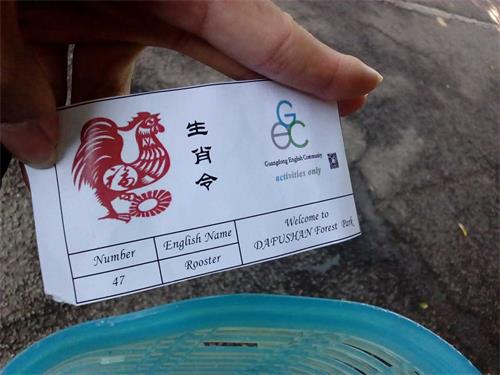 生肖令
福
GEC
Guangdong English Community
activities only
Number
English Name
47
Rooster
Welcome to
DAFUSHAN Forest Park